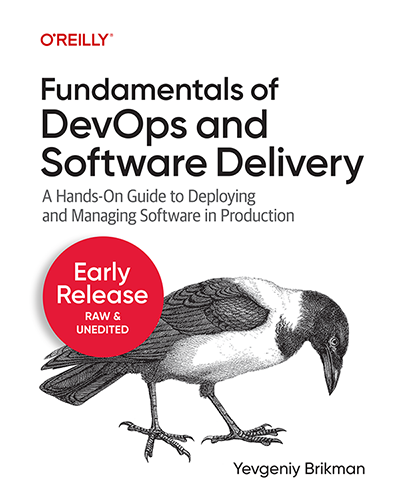 O'REILLY®
Fundamentals of
DevOps and
Software Delivery
A Hands-On Guide to Deploying
and Managing Software in Production
Early
Release
RAW &
UNEDITED
Yevgeniy Brikman